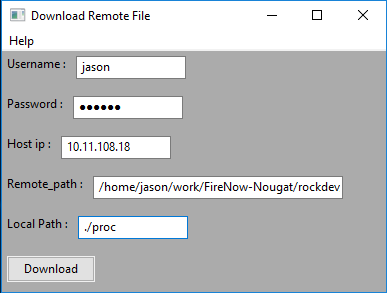 Download Remote File
Help
Username : jason
Password : ●●●●●●
Host ip : 10.11.108.18
Remote_path : /home/jason/work/FireNow-Nougat/rockdev
Local Path : ./proc
Download